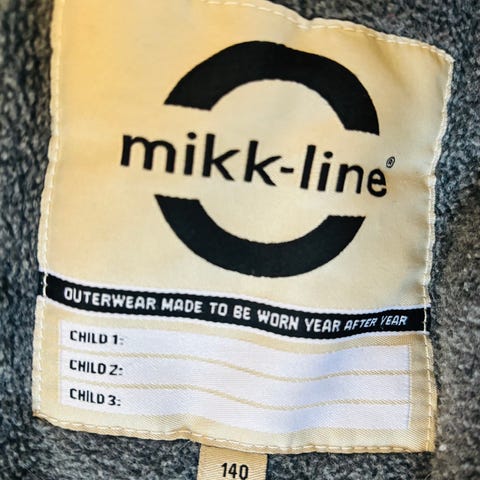 mikk-line®
OUTERWEAR MADE TO BE WORN YEAR AFTER YEAR
CHILD 1:
CHILD 2:
CHILD 3:
140